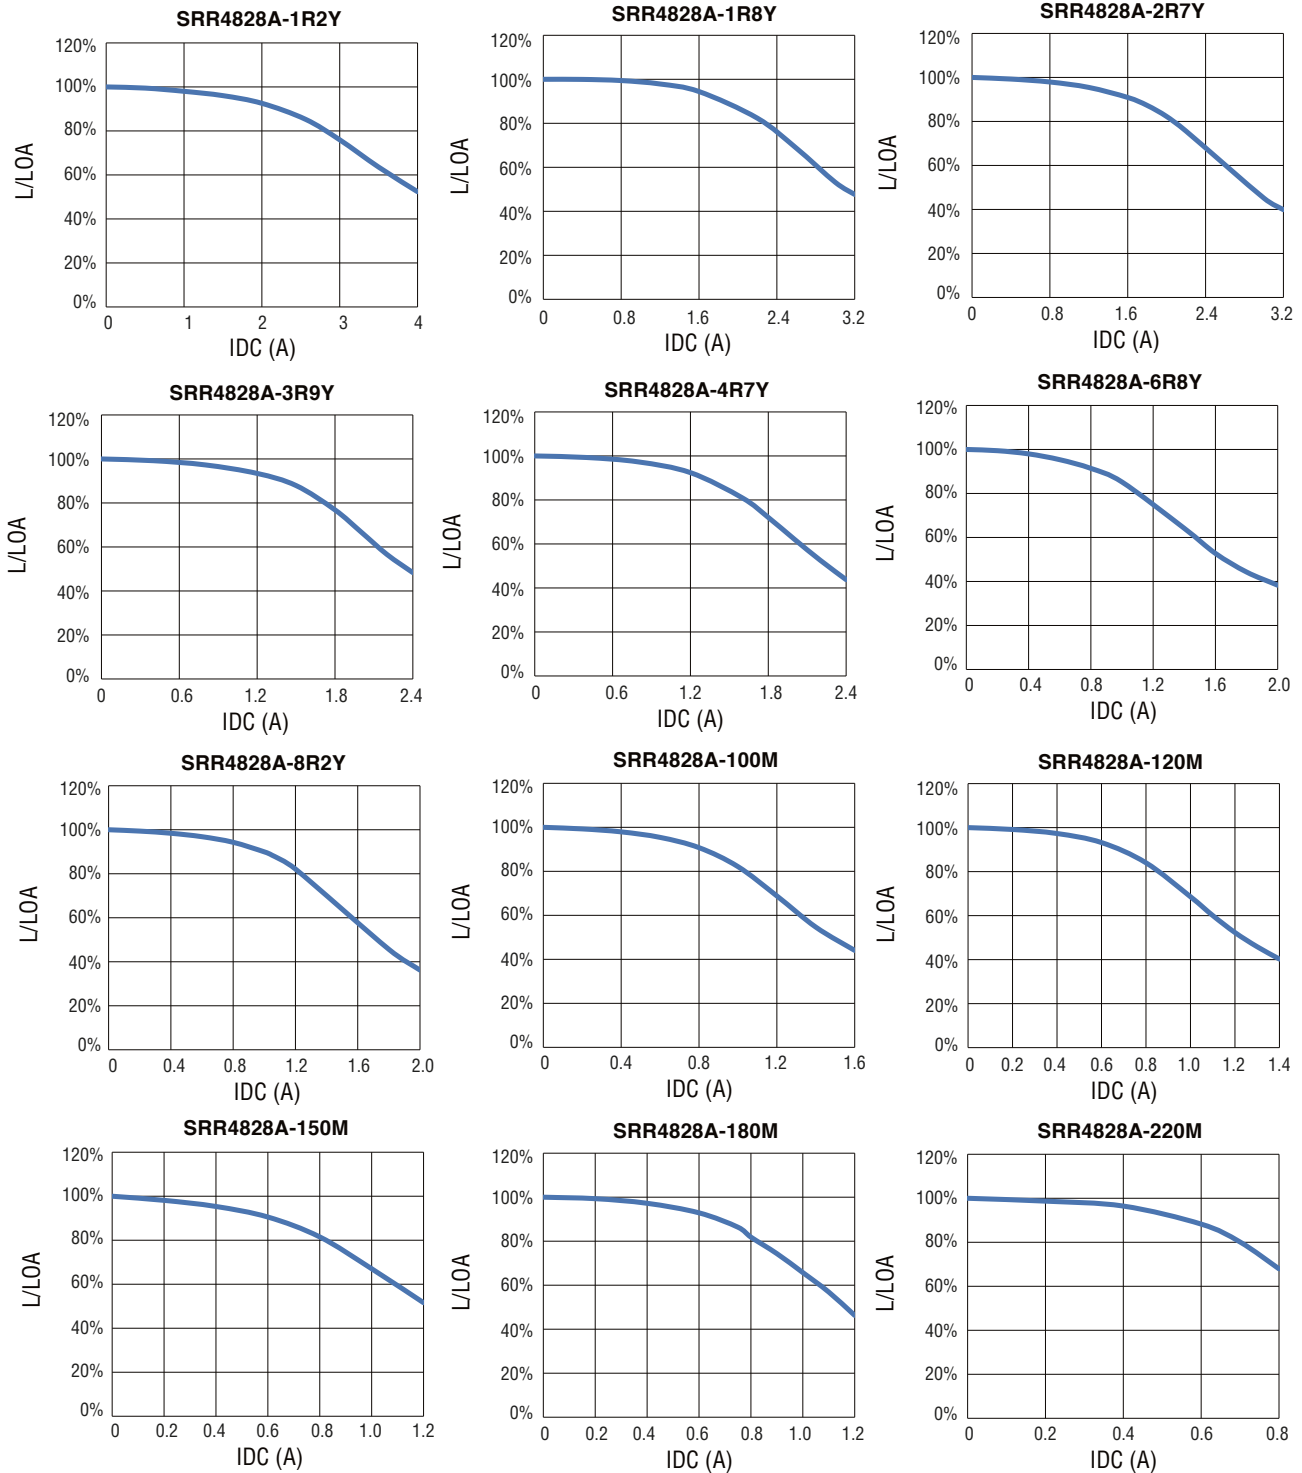 SRR4828A-1R2Y
120%
100%
80%
60%
40%
20%
0%
L/LOA
0 1 2 3 4
IDC (A)
SRR4828A-1R8Y
120%
100%
80%
60%
40%
20%
0%
L/LOA
0 0.8 1.6 2.4 3.2
IDC (A)
SRR4828A-2R7Y
120%
100%
80%
60%
40%
20%
0%
L/LOA
0 0.8 1.6 2.4 3.2
IDC (A)
SRR4828A-3R9Y
120%
100%
80%
60%
40%
20%
0%
L/LOA
0 0.6 1.2 1.8 2.4
IDC (A)
SRR4828A-4R7Y
120%
100%
80%
60%
40%
20%
0%
L/LOA
0 0.6 1.2 1.8 2.4
IDC (A)
SRR4828A-6R8Y
120%
100%
80%
60%
40%
20%
0%
L/LOA
0 0.4 0.8 1.2 1.6 2.0
IDC (A)
SRR4828A-8R2Y
120%
100%
80%
60%
40%
20%
0%
L/LOA
0 0.4 0.8 1.2 1.6 2.0
IDC (A)
SRR4828A-100M
120%
100%
80%
60%
40%
20%
0%
L/LOA
0 0.4 0.8 1.2 1.6
IDC (A)
SRR4828A-120M
120%
100%
80%
60%
40%
20%
0%
L/LOA
0 0.2 0.4 0.6 0.8 1.0 1.2 1.4
IDC (A)
SRR4828A-150M
120%
100%
80%
60%
40%
20%
0%
L/LOA
0 0.2 0.4 0.6 0.8 1.0 1.2
IDC (A)
SRR4828A-180M
120%
100%
80%
60%
40%
20%
0%
L/LOA
0 0.2 0.4 0.6 0.8 1.0 1.2
IDC (A)
SRR4828A-220M
120%
100%
80%
60%
40%
20%
0%
L/LOA
0 0.2 0.4 0.6 0.8
IDC (A)